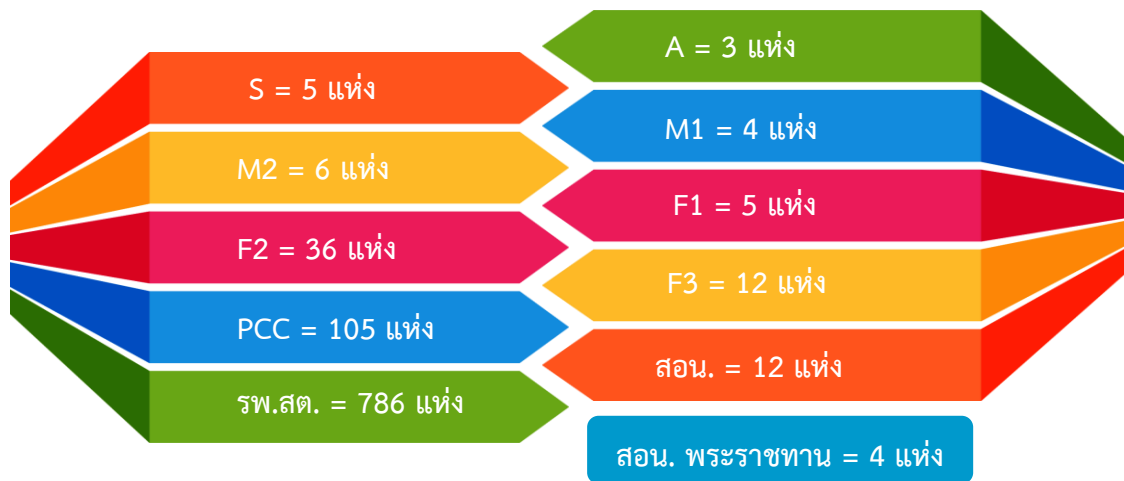 A = 3 แห่ง
S = 5 แห่ง
M1 = 4 แห่ง
M2 = 6 แห่ง
F1 = 5 แห่ง
F2 = 36 แห่ง
F3 = 12 แห่ง
PCC = 105 แห่ง
สอน. = 12 แห่ง
รพ.สต. = 786 แห่ง
สอน. พระราชทาน = 4 แห่ง